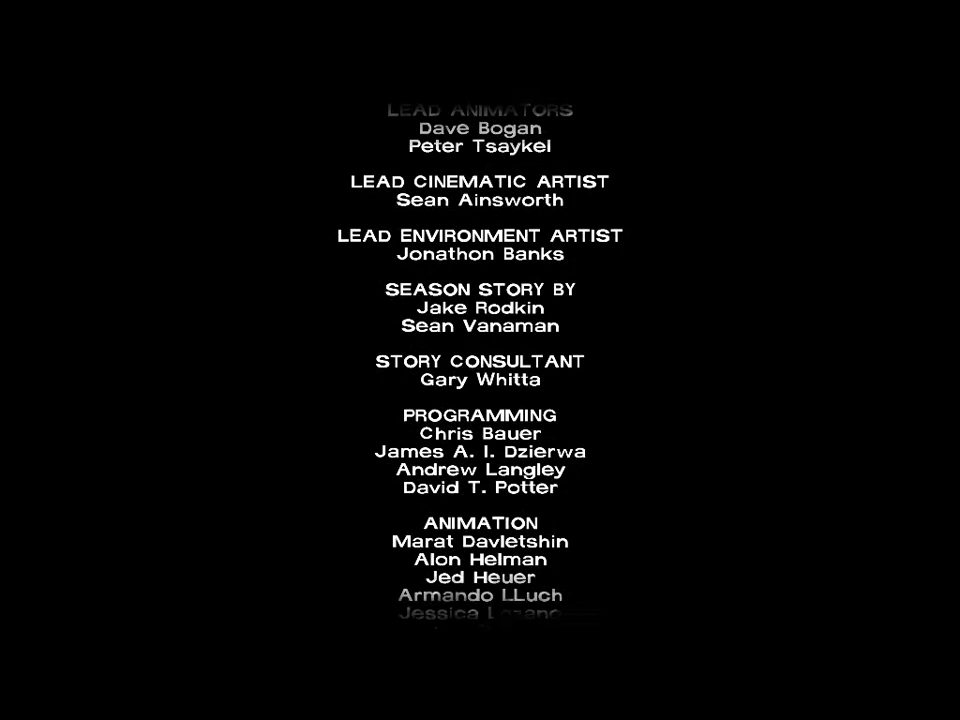 LEAD ANIMATORS
Dave Bogan
Peter Tsaykel
LEAD CINEMATIC ARTIST
Sean Ainsworth
LEAD ENVIRONMENT ARTIST
Jonathon Banks
SEASON STORY BY
Jake Rodkin
Sean Vanaman
STORY CONSULTANT
Gary Whitta
PROGRAMMING
Chris Bauer
James A. I. Dzierwa
Andrew Langley
David T. Potter
ANIMATION
Marat Davletshin
Alon Helman
Jed Heuer
Armando LLuch
Jessica Lozano